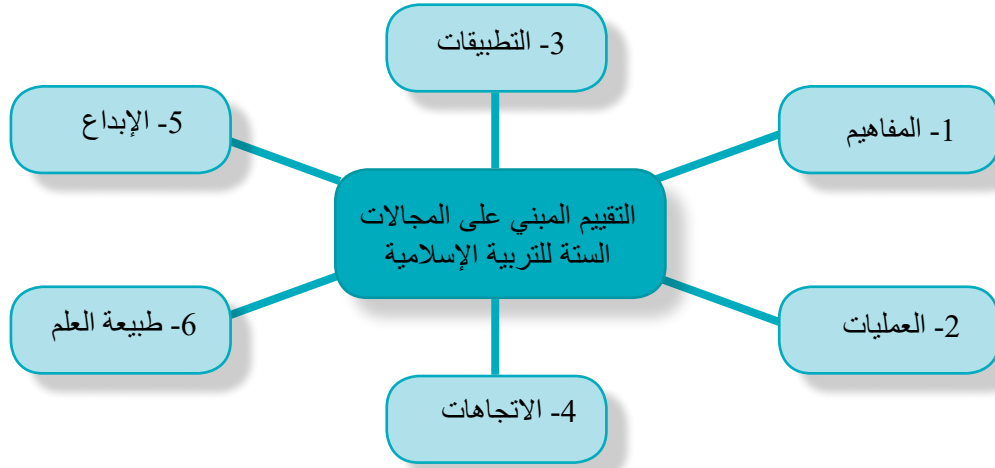 3- التطبيقات
5- الإبداع
1- المفاهيم
التقييم المبني على المجالات
الستة للتربية الإسلامية
6- طبيعة العلم
2- العمليات
4- الاتجاهات